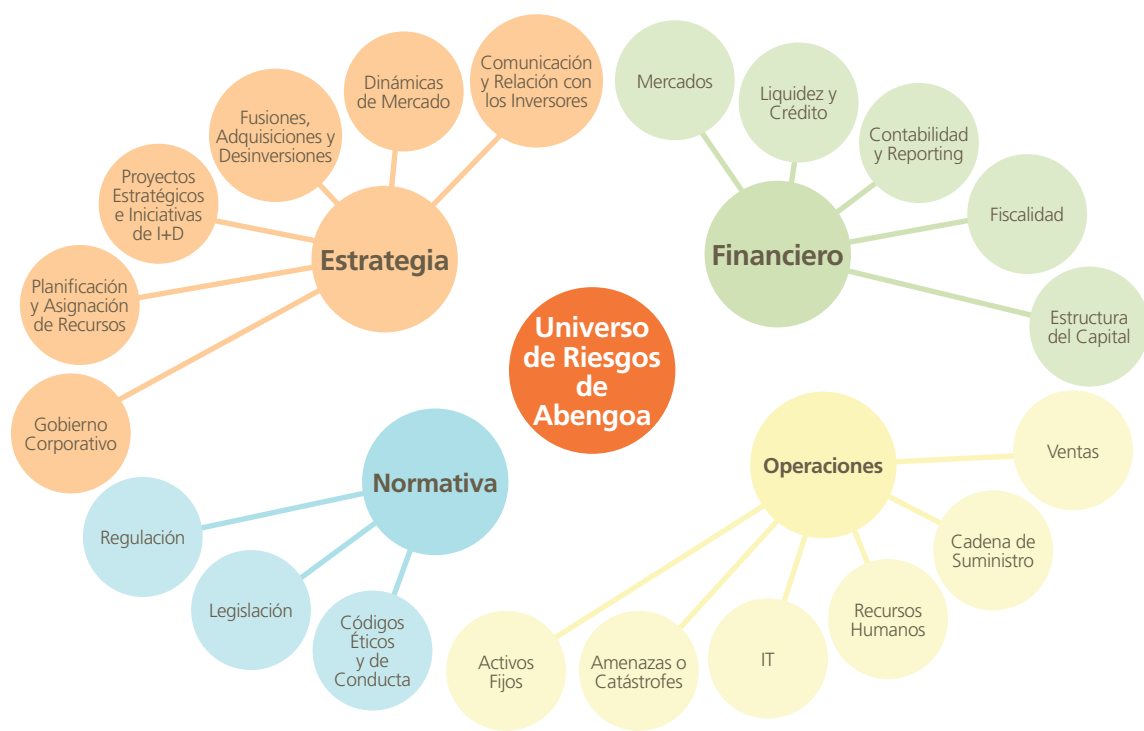 Comunicación
y Relación con
los Inversores
Dinámicas
de Mercado
Fusiones,
Adquisiciones y
Desinversiones
Proyectos
Estratégicos
e Iniciativas
de I+D
Planificación
y Asignación
de Recursos
Gobierno
Corporativo
Estrategia
Mercados
Liquidez y
Crédito
Contabilidad
y Reporting
Fiscalidad
Estructura
del Capital
Financiero
Universo
de Riesgos
de
Abengoa
Normativa
Regulación
Legislación
Códigos
Éticos
y de
Conducta
Operaciones
Ventas
Cadena de
Suministro
Recursos
Humanos
IT
Amenazas o
Catástrofes
Activos
Fijos